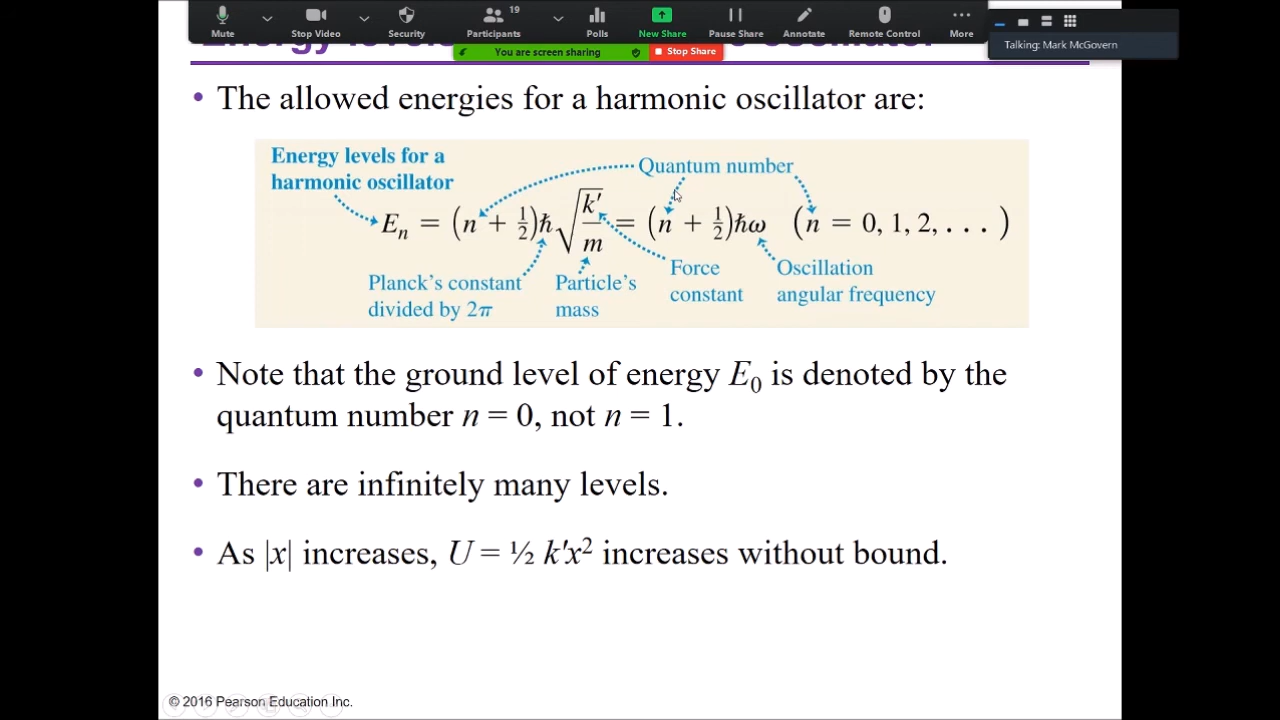 Mute
Stop Video
Security
19
Participants
Polls
New Share
Pause Share
Annotate
Remote Control
More
Talking: Mark McGovern
You are screen sharing
Stop Share
• The allowed energies for a harmonic oscillator are:
Energy levels for a
harmonic oscillator
Quantum number
Eₙ = (n + ½)ℏ√(k′/m) = (n + ½)ℏω (n = 0, 1, 2, . . . )
Planck's constant
divided by 2π
Particle's
mass
Force
constant
Oscillation
angular frequency
• Note that the ground level of energy E₀ is denoted by the
quantum number n = 0, not n = 1.
• There are infinitely many levels.
• As |x| increases, U = ½ k′x² increases without bound.
© 2016 Pearson Education Inc.